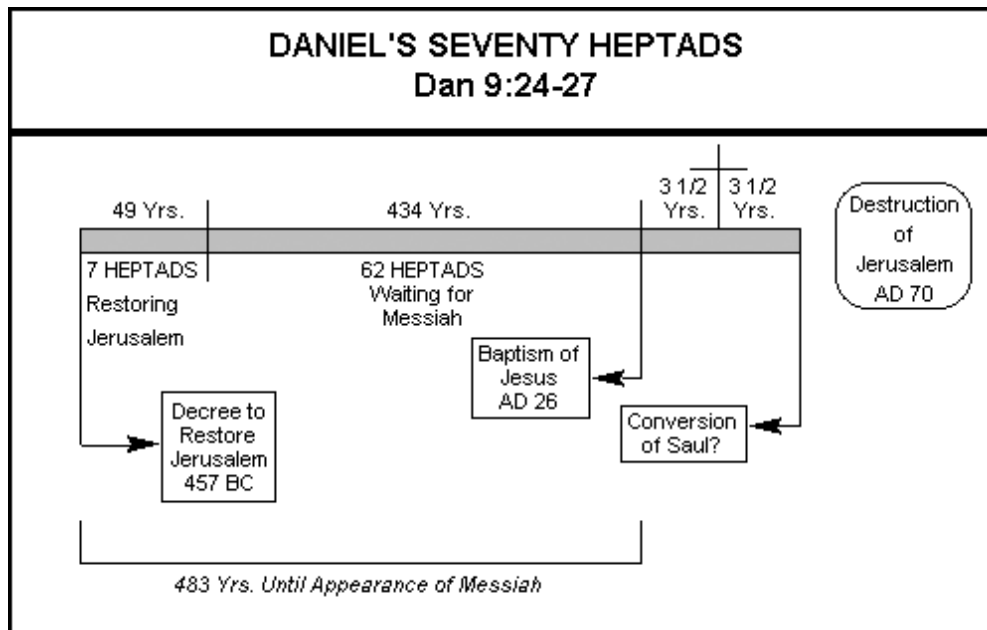 DANIEL'S SEVENTY HEPTADS
Dan 9:24-27
49 Yrs.
434 Yrs.
3 1/2
Yrs.
3 1/2
Yrs.
Destruction
of
Jerusalem
AD 70
7 HEPTADS
Restoring
Jerusalem
62 HEPTADS
Waiting for
Messiah
Baptism of
Jesus
AD 26
Conversion
of Saul?
Decree to
Restore
Jerusalem
457 BC
483 Yrs. Until Appearance of Messiah